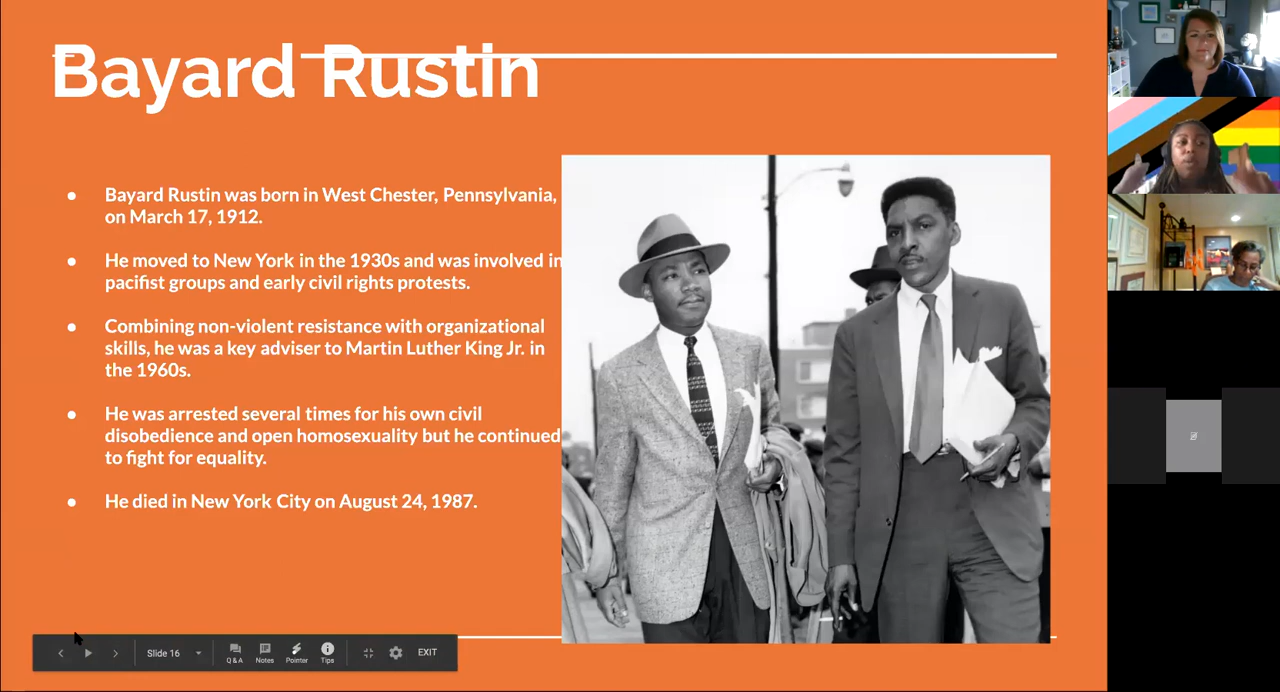 Bayard Rustin
Bayard Rustin was born in West Chester, Pennsylvania,
on March 17, 1912.
He moved to New York in the 1930s and was involved in
pacifist groups and early civil rights protests.
Combining non-violent resistance with organizational
skills, he was a key adviser to Martin Luther King Jr. in
the 1960s.
He was arrested several times for his own civil
disobedience and open homosexuality but he continued
to fight for equality.
He died in New York City on August 24, 1987.
Slide 16
Q & A
Notes
Pointer
Tips
EXIT